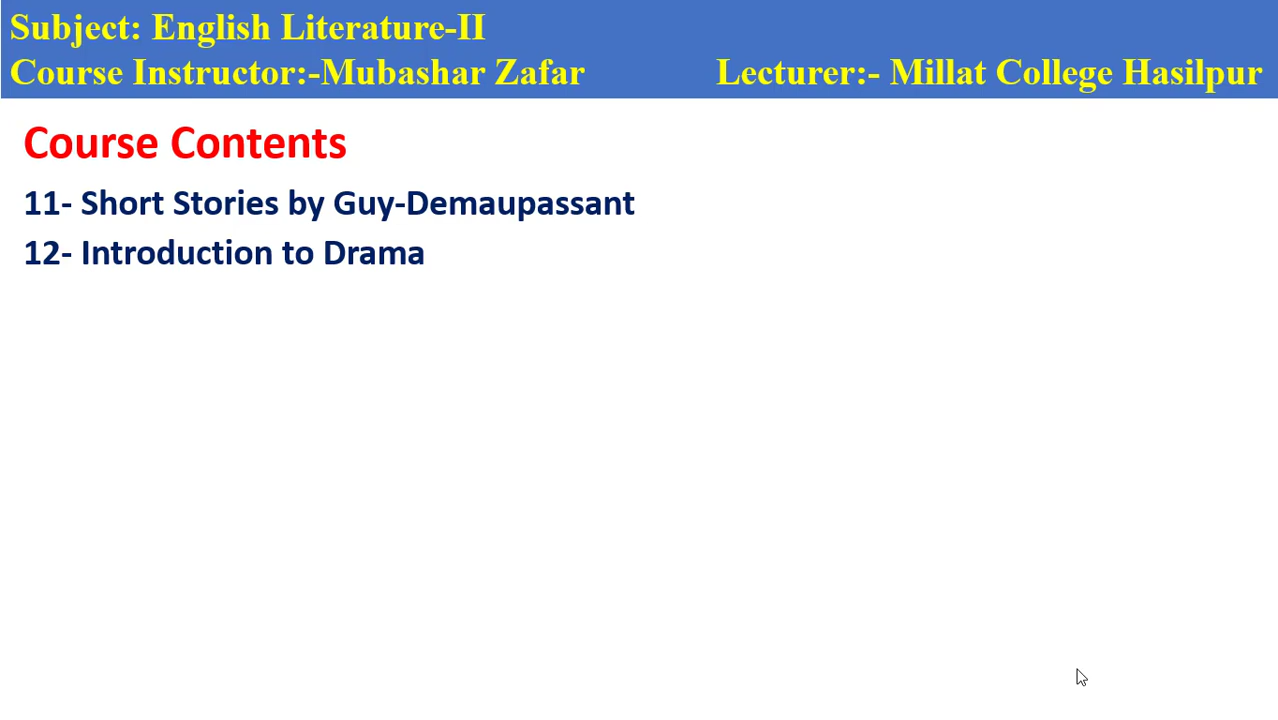 Subject: English Literature-II
Course Instructor:-Mubashar Zafar Lecturer:- Millat College Hasilpur
Course Contents
11- Short Stories by Guy-Demaupassant
12- Introduction to Drama